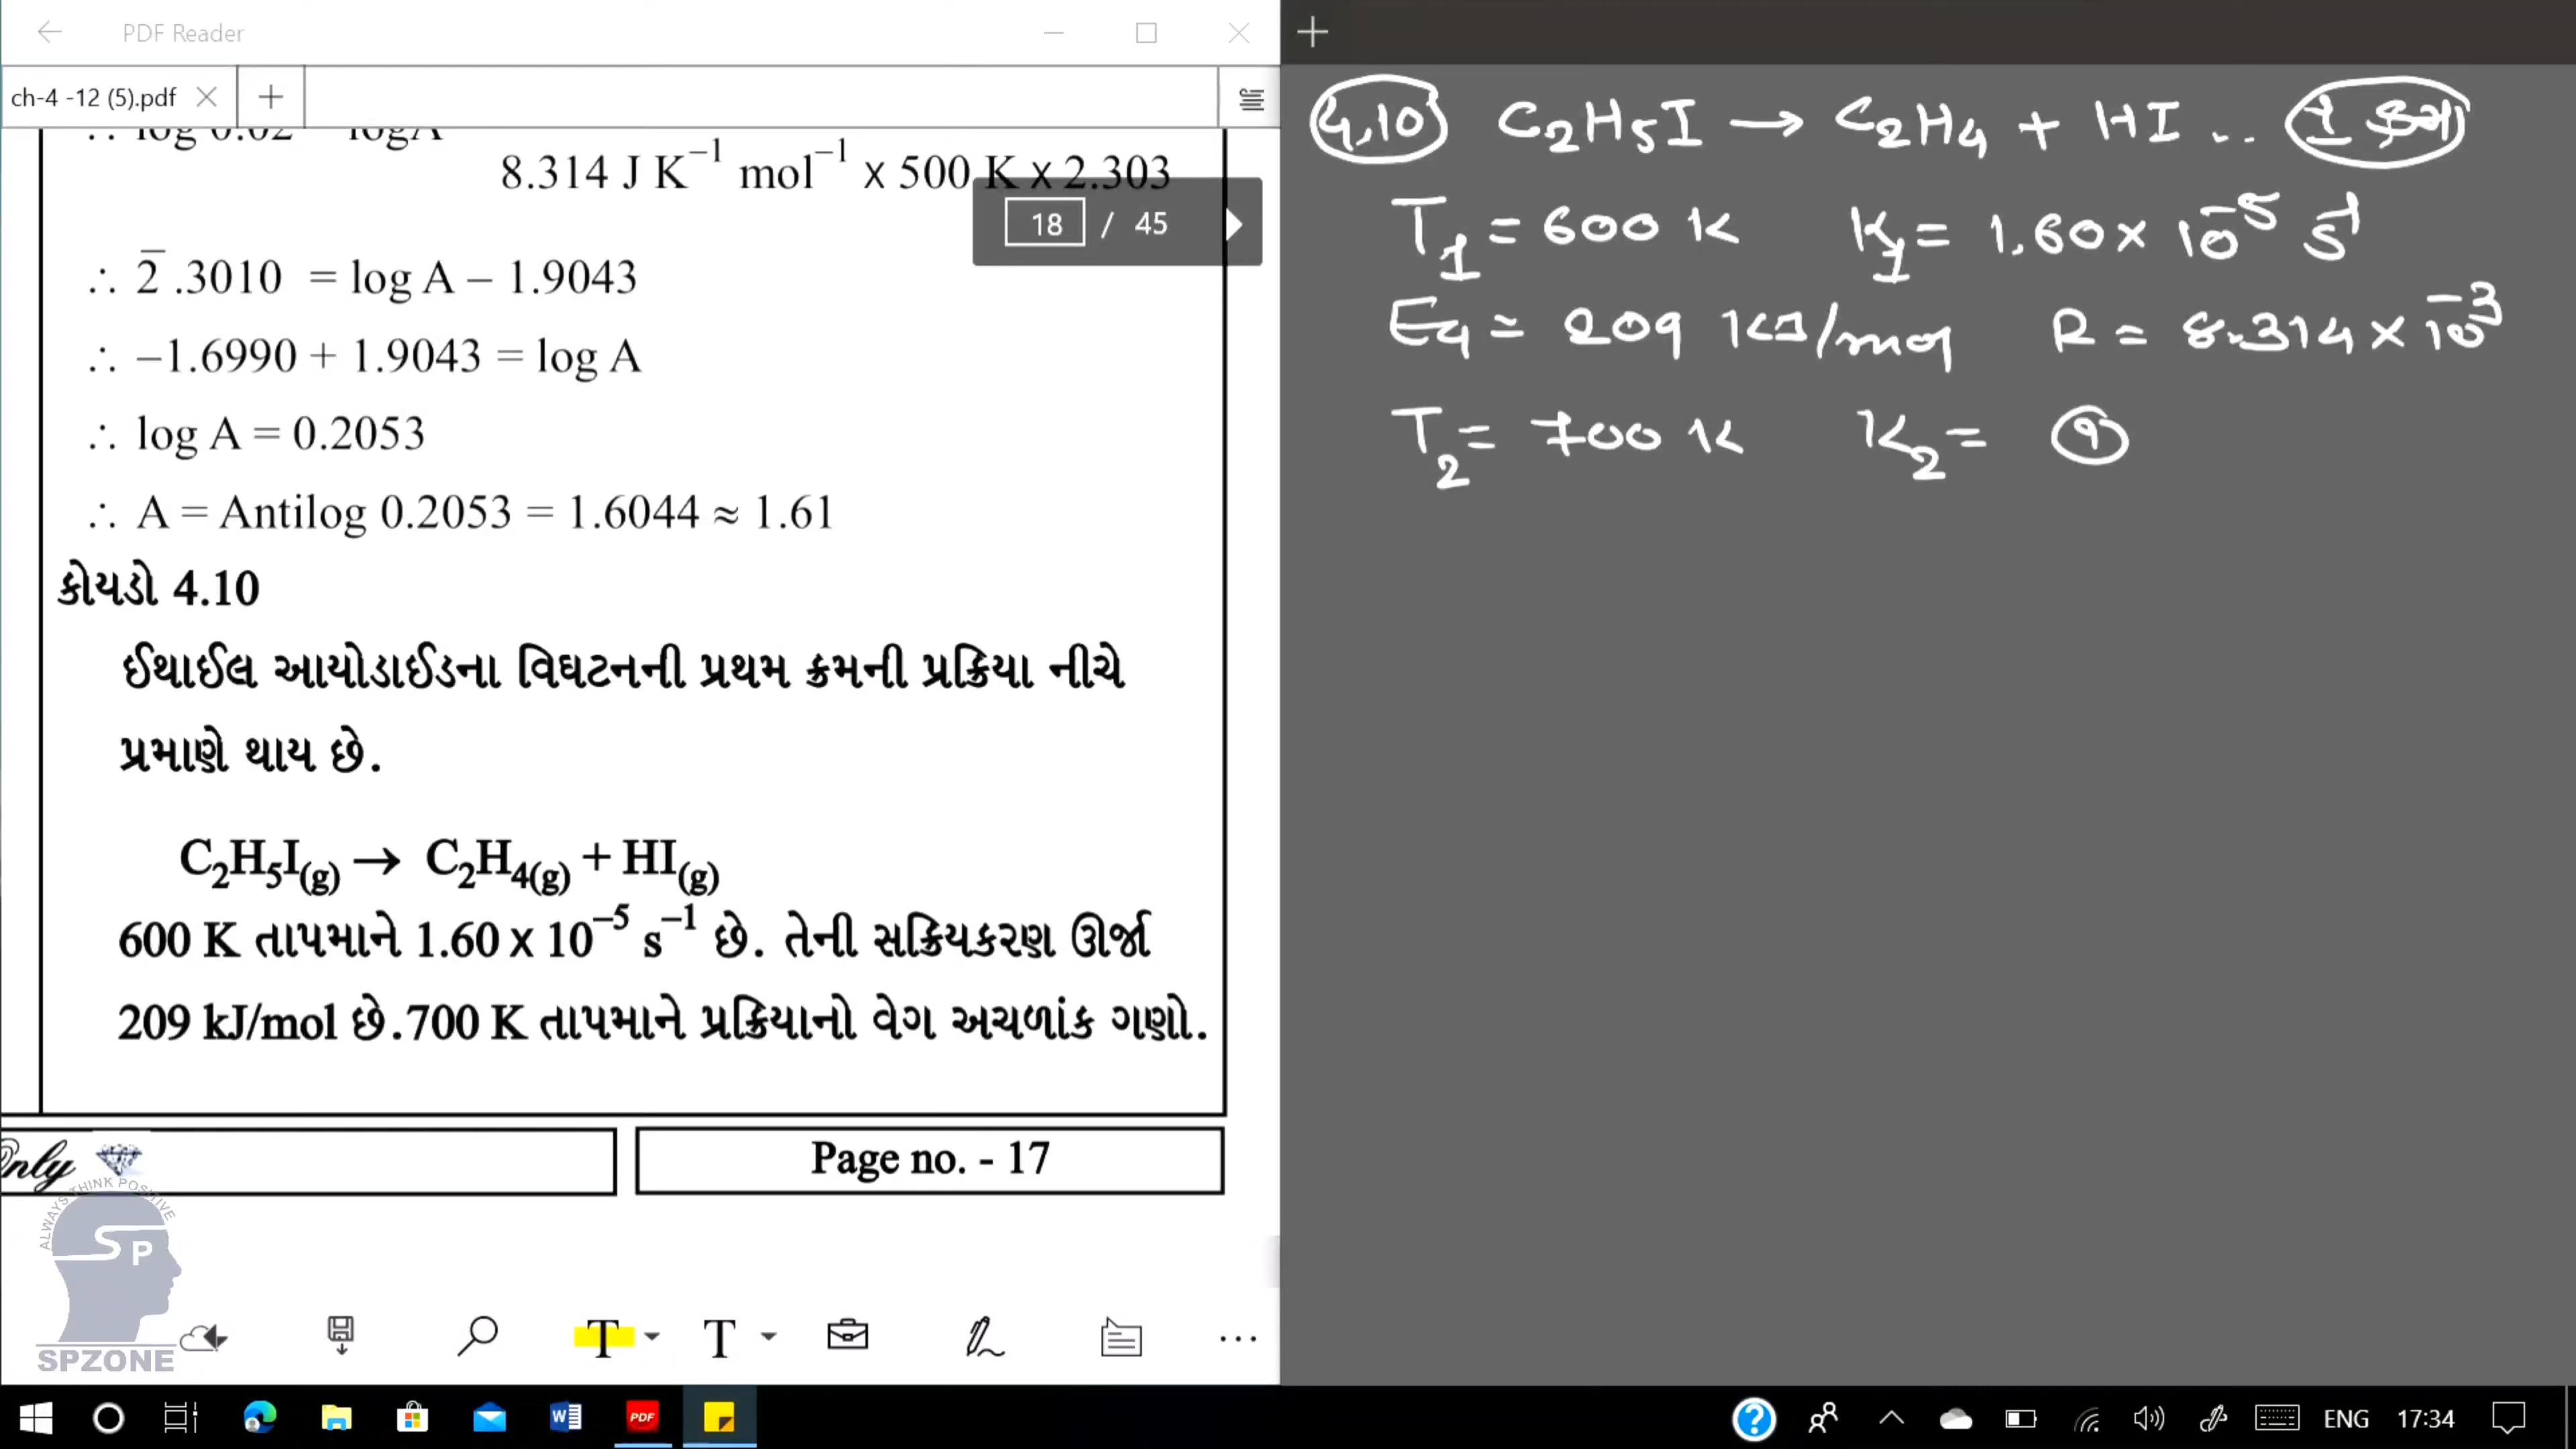 PDF Reader
ch-4 -12 (5).pdf
8.314 J K⁻¹ mol⁻¹ x 500 K x 2.303
18 / 45
∴ 2̅ .3010 = log A – 1.9043
∴ –1.6990 + 1.9043 = log A
∴ log A = 0.2053
∴ A = Antilog 0.2053 = 1.6044 ≈ 1.61
કોયડો 4.10
ઈથાઈલ આયોડાઈડના વિઘટનની પ્રથમ ક્રમની પ્રક્રિયા નીચે
પ્રમાણે થાય છે.
C₂H₅I(g) → C₂H₄(g) + HI(g)
600 K તાપમાને 1.60 x 10⁻⁵ s⁻¹ છે. તેની સક્રિયકરણ ઊર્જા
209 kJ/mol છે.700 K તાપમાને પ્રક્રિયાનો વેગ અચળાંક ગણો.
Only
Page no. - 17
ALWAYS THINK POSITIVE
SP
SPZONE
4.10 C₂H₅I → C₂H₄ + HI ..
T₁ = 600 K K₁ = 1.60 x 10⁻⁵ s⁻¹
Ea = 209 KJ/mol R = 8.314 x 10⁻³
T₂ = 700 K K₂ = ?
ENG 17:34